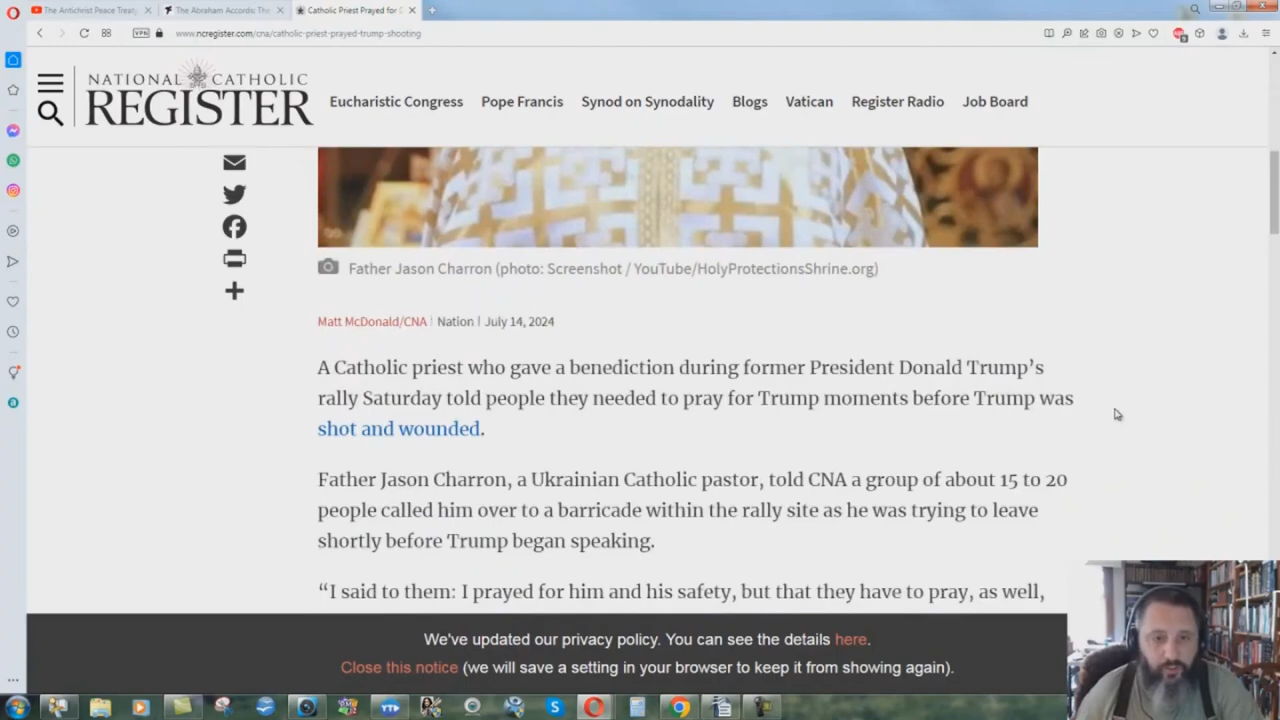 The Antichrist Peace Treaty
The Abraham Accords: The
Catholic Priest Prayed for
VPN
www.ncregister.com/cna/catholic-priest-prayed-trump-shooting
NATIONAL CATHOLIC
REGISTER
Eucharistic Congress
Pope Francis
Synod on Synodality
Blogs
Vatican
Register Radio
Job Board
Father Jason Charron (photo: Screenshot / YouTube/HolyProtectionsShrine.org)
Matt McDonald/CNA | Nation | July 14, 2024
A Catholic priest who gave a benediction during former President Donald Trump’s
rally Saturday told people they needed to pray for Trump moments before Trump was
shot and wounded.
Father Jason Charron, a Ukrainian Catholic pastor, told CNA a group of about 15 to 20
people called him over to a barricade within the rally site as he was trying to leave
shortly before Trump began speaking.
“I said to them: I prayed for him and his safety, but that they have to pray, as well,
We've updated our privacy policy. You can see the details here.
Close this notice (we will save a setting in your browser to keep it from showing again).
YTD